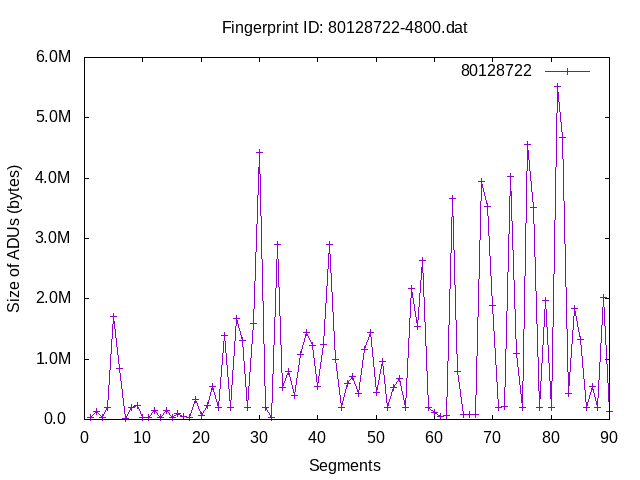 Fingerprint ID: 80128722-4800.dat
80128722
6.0M
5.0M
4.0M
3.0M
2.0M
1.0M
0.0
Size of ADUs (bytes)
0 10 20 30 40 50 60 70 80 90
Segments